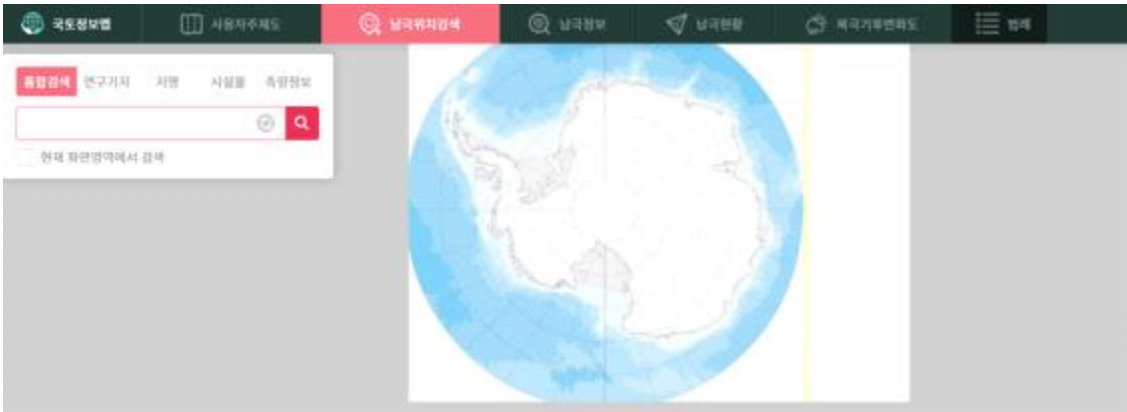 국토정보맵 사용자주제도 남극위치검색 남극정보 남극현황 북극기후변화도 범례
통합검색 연구기지 지명 시설물 측량정보
현재 화면영역에서 검색